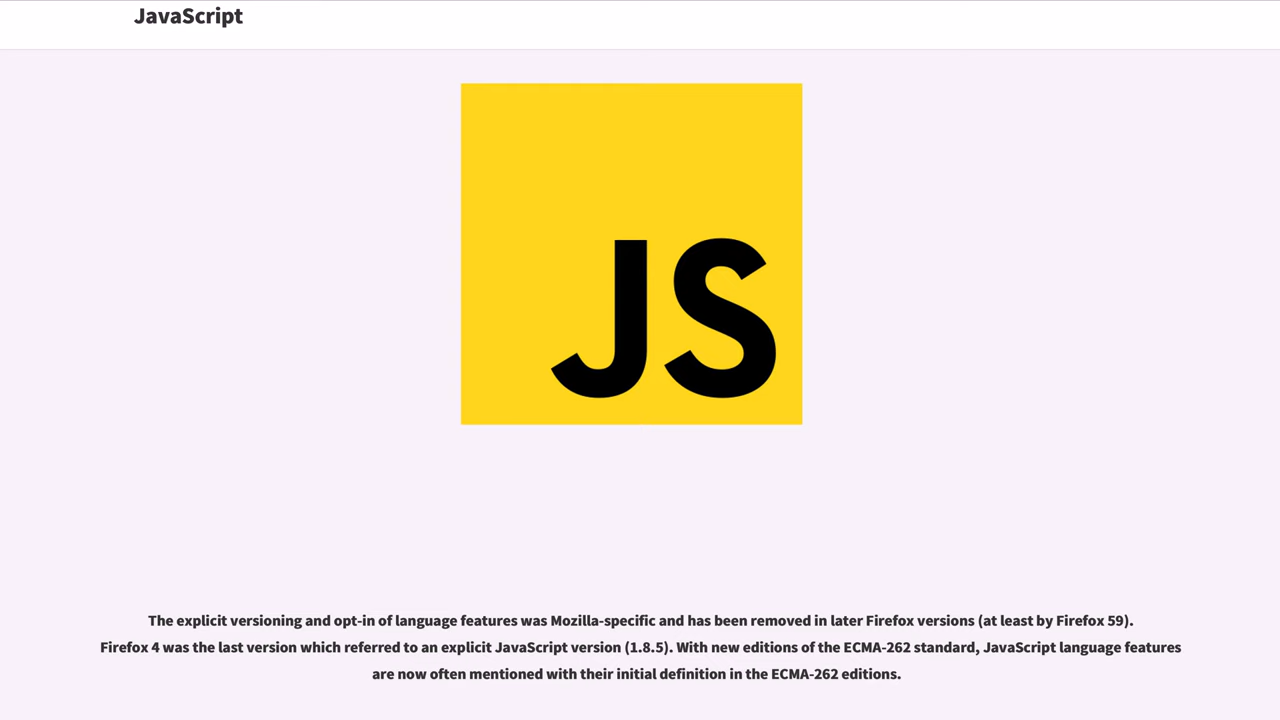 JavaScript
JS
The explicit versioning and opt-in of language features was Mozilla-specific and has been removed in later Firefox versions (at least by Firefox 59).
Firefox 4 was the last version which referred to an explicit JavaScript version (1.8.5). With new editions of the ECMA-262 standard, JavaScript language features
are now often mentioned with their initial definition in the ECMA-262 editions.